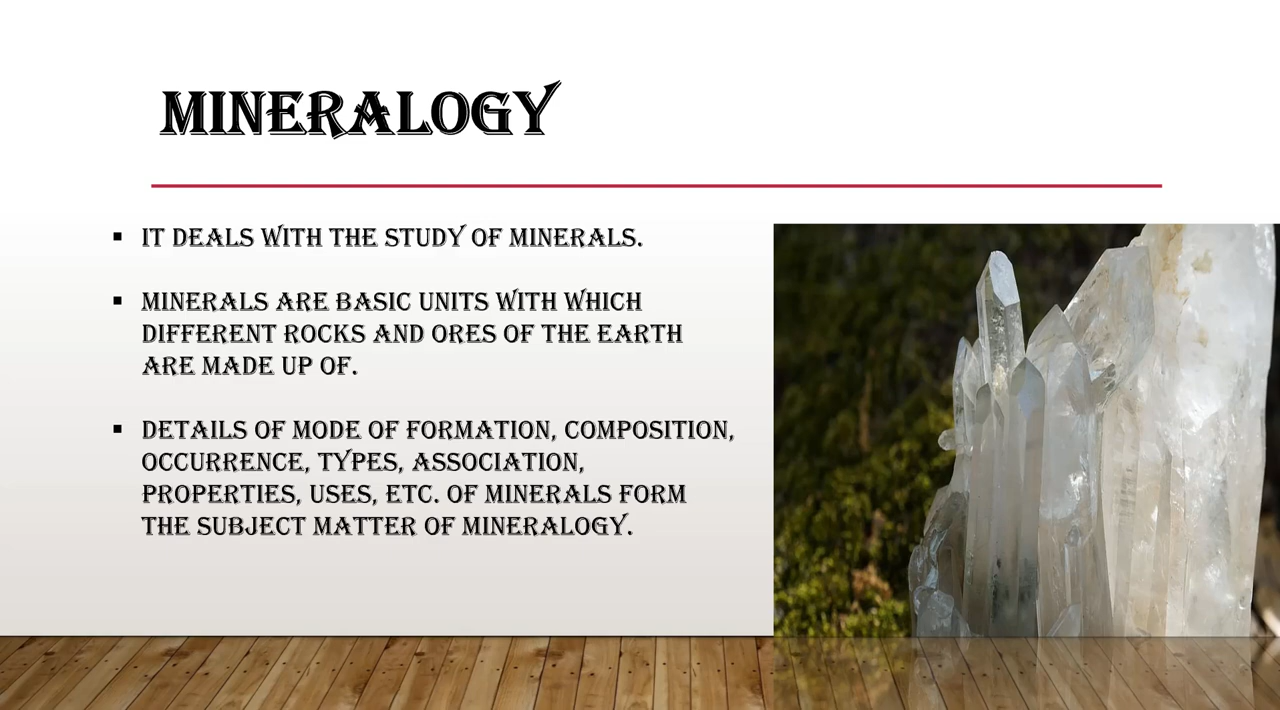 MINERALOGY
▪ IT DEALS WITH THE STUDY OF MINERALS.
▪ MINERALS ARE BASIC UNITS WITH WHICH
DIFFERENT ROCKS AND ORES OF THE EARTH
ARE MADE UP OF.
▪ DETAILS OF MODE OF FORMATION, COMPOSITION,
OCCURRENCE, TYPES, ASSOCIATION,
PROPERTIES, USES, ETC. OF MINERALS FORM
THE SUBJECT MATTER OF MINERALOGY.